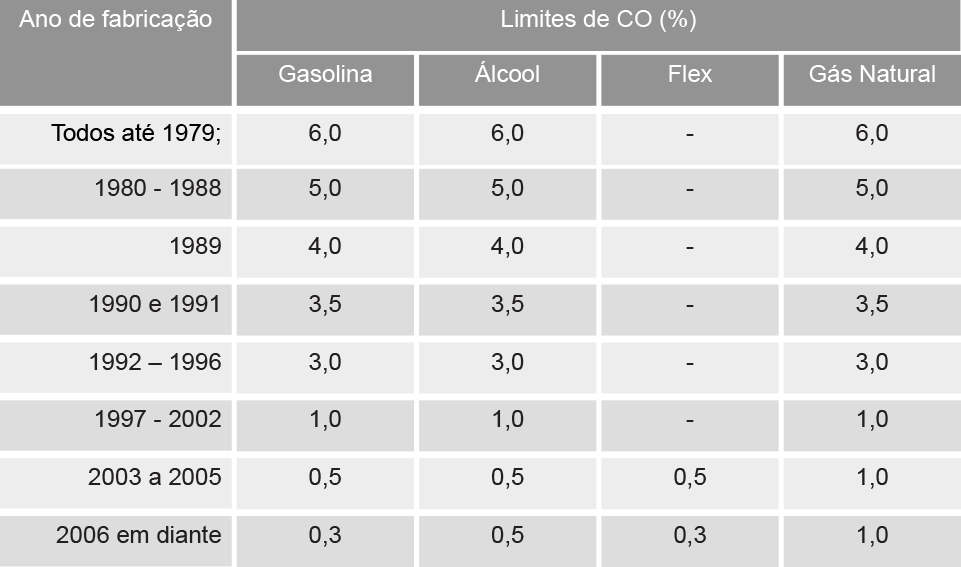 Ano de fabricação Limites de CO (%)
Gasolina Álcool Flex Gás Natural
Todos até 1979; 6,0 6,0 - 6,0
1980 - 1988 5,0 5,0 - 5,0
1989 4,0 4,0 - 4,0
1990 e 1991 3,5 3,5 - 3,5
1992 – 1996 3,0 3,0 - 3,0
1997 - 2002 1,0 1,0 - 1,0
2003 a 2005 0,5 0,5 0,5 1,0
2006 em diante 0,3 0,5 0,3 1,0